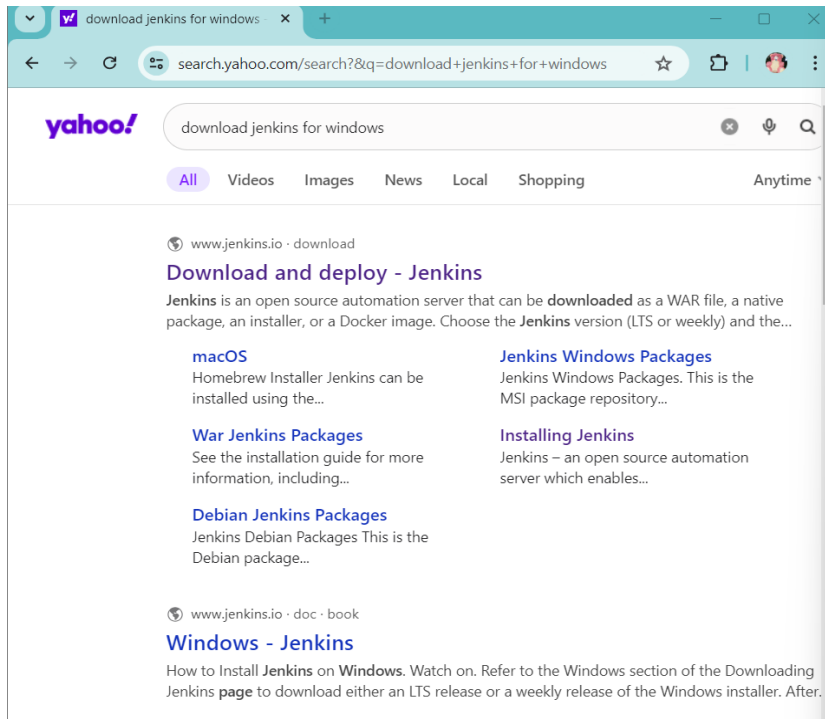 download jenkins for windows
search.yahoo.com/search?&q=download+jenkins+for+windows
yahoo!
download jenkins for windows
All Videos Images News Local Shopping Anytime
www.jenkins.io · download
Download and deploy - Jenkins
Jenkins is an open source automation server that can be downloaded as a WAR file, a native
package, an installer, or a Docker image. Choose the Jenkins version (LTS or weekly) and the...
macOS
Homebrew Installer Jenkins can be
installed using the...
Jenkins Windows Packages
Jenkins Windows Packages. This is the
MSI package repository...
War Jenkins Packages
See the installation guide for more
information, including...
Installing Jenkins
Jenkins – an open source automation
server which enables...
Debian Jenkins Packages
Jenkins Debian Packages This is the
Debian package...
www.jenkins.io · doc · book
Windows - Jenkins
How to Install Jenkins on Windows. Watch on. Refer to the Windows section of the Downloading
Jenkins page to download either an LTS release or a weekly release of the Windows installer. After.